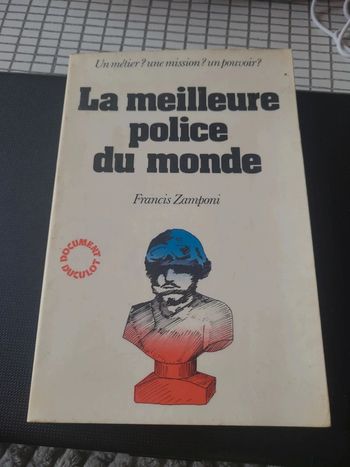 Un métier? une mission? un pouvoir?
La meilleure
police
du monde
Francis Zamponi
DOCUMENT
DUCULOT